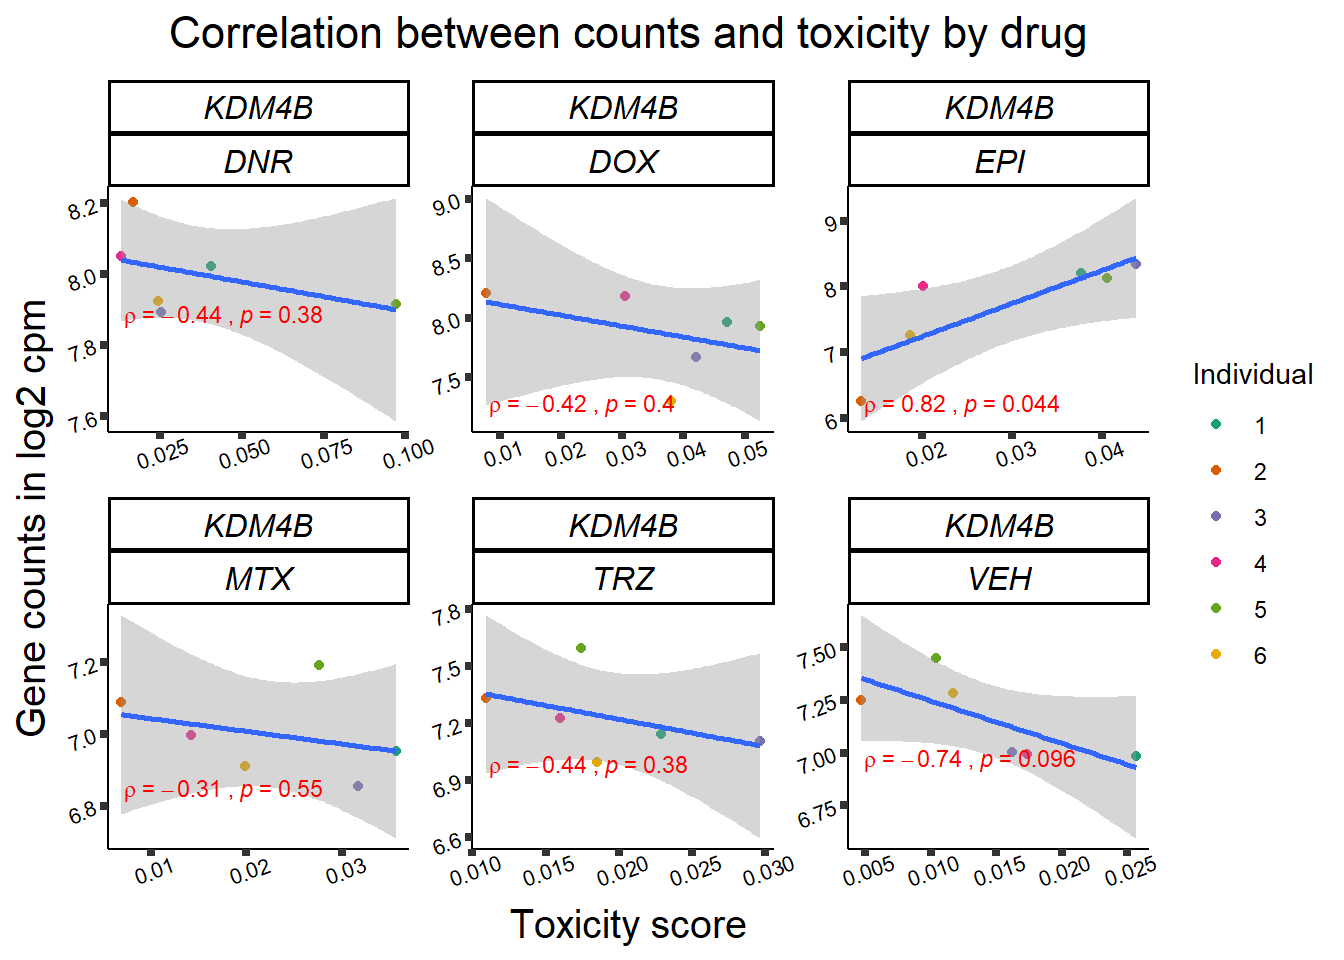 Correlation between counts and toxicity by drug
KDM4B
DNR
8.2
8.0
7.8
7.6
ρ = −0.44 , p = 0.38
0.025
0.050
0.075
0.100
KDM4B
DOX
9.0
8.5
8.0
7.5
ρ = −0.42 , p = 0.4
0.01
0.02
0.03
0.04
0.05
KDM4B
EPI
9
8
7
6
ρ = 0.82 , p = 0.044
0.02
0.03
0.04
KDM4B
MTX
7.2
7.0
6.8
ρ = −0.31 , p = 0.55
0.01
0.02
0.03
KDM4B
TRZ
7.8
7.5
7.2
6.9
6.6
ρ = −0.44 , p = 0.38
0.010
0.015
0.020
0.025
0.030
KDM4B
VEH
7.50
7.25
7.00
6.75
ρ = −0.74 , p = 0.096
0.005
0.010
0.015
0.020
0.025
Gene counts in log2 cpm
Toxicity score
Individual
1
2
3
4
5
6